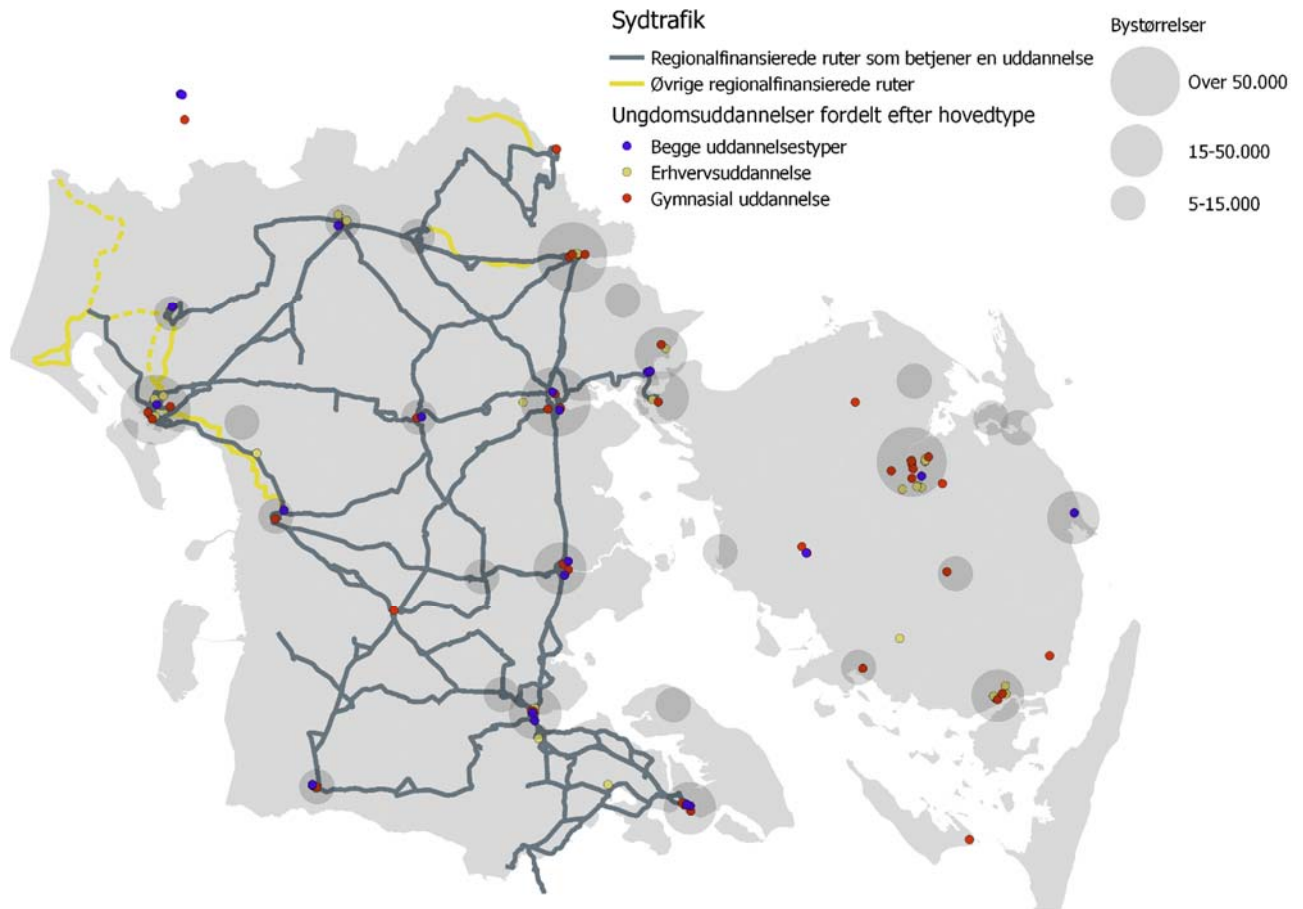 Sydtrafik
Regionalfinansierede ruter som betjener en uddannelse
Øvrige regionalfinansierede ruter
Ungdomsuddannelser fordelt efter hovedtype
Begge uddannelsestyper
Erhvervsuddannelse
Gymnasial uddannelse
Bystørrelser
Over 50.000
15-50.000
5-15.000